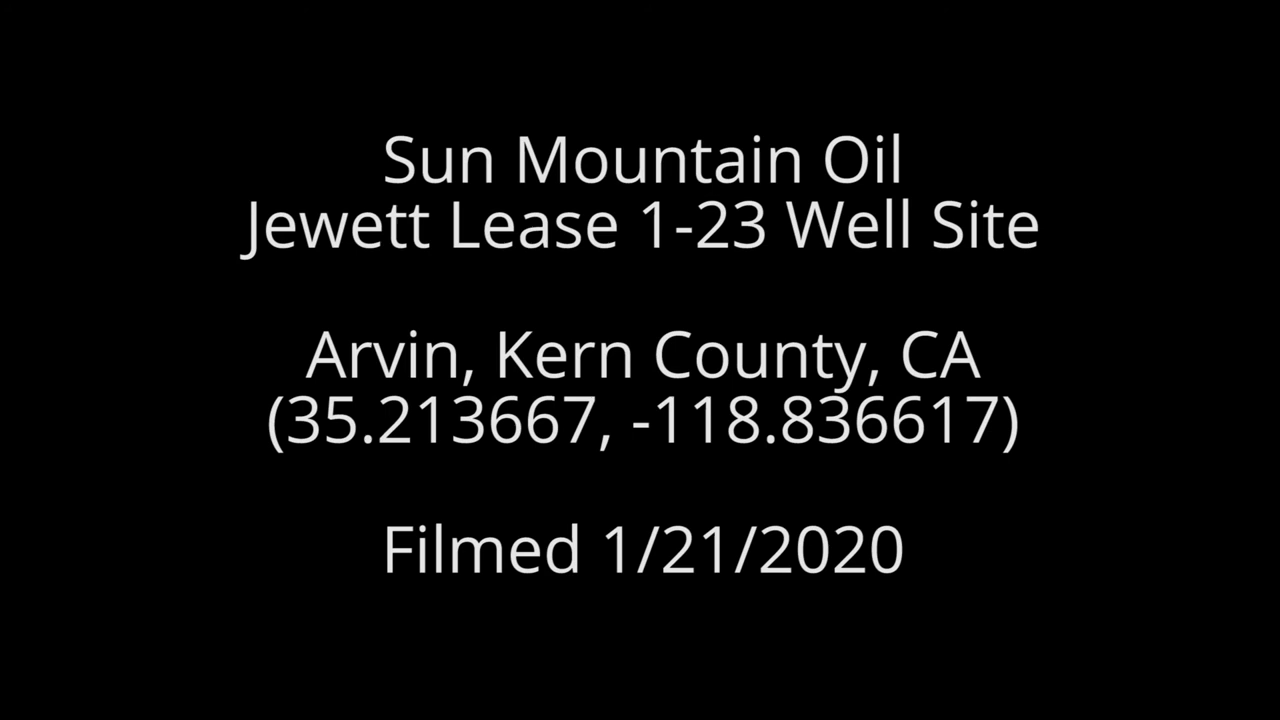 Sun Mountain Oil
Jewett Lease 1-23 Well Site
Arvin, Kern County, CA
(35.213667, -118.836617)
Filmed 1/21/2020